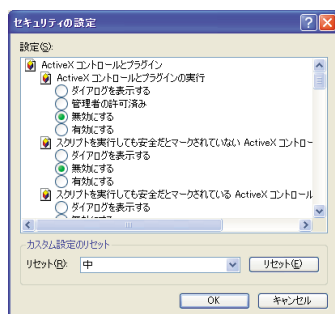 セキュリティの設定
設定(S):
ActiveX コントロールとプラグイン
ActiveX コントロールとプラグインの実行
ダイアログを表示する
管理者の許可済み
無効にする
有効にする
スクリプトを実行しても安全だとマークされていない ActiveX コントロー
ダイアログを表示する
無効にする
有効にする
スクリプトを実行しても安全だとマークされている ActiveX コントロール
ダイアログを表示する
カスタム設定のリセット
リセット(R): 中 リセット(E)
OK キャンセル